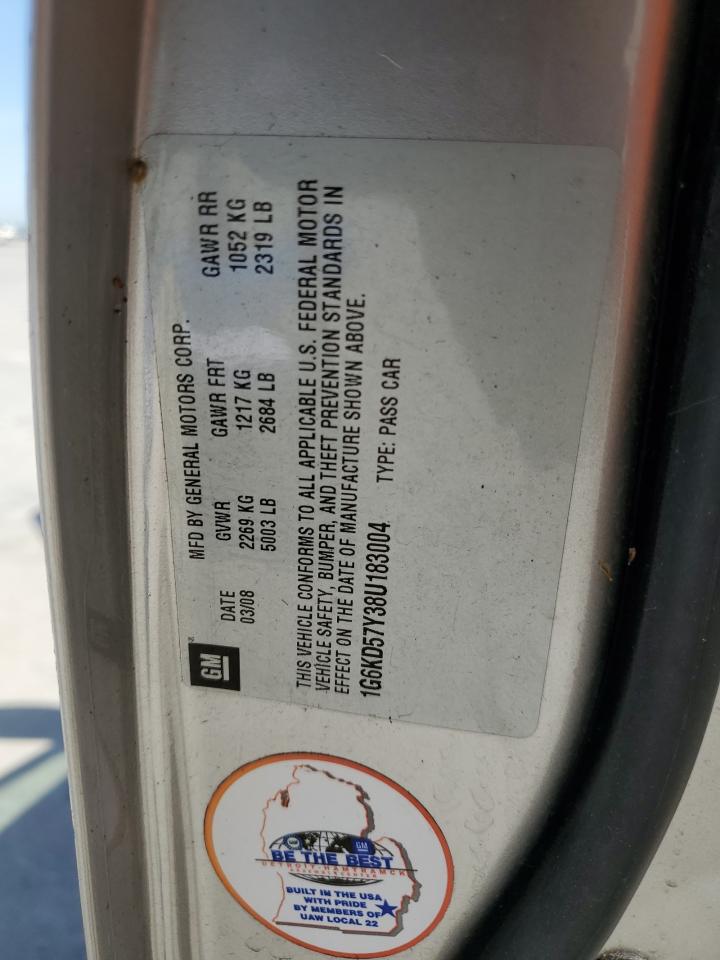 MFD BY GENERAL MOTORS CORP.
DATE GVWR GAWR FRT GAWR RR
03/08 2269 KG 1217 KG 1052 KG
5003 LB 2684 LB 2319 LB
THIS VEHICLE CONFORMS TO ALL APPLICABLE U.S. FEDERAL MOTOR
VEHICLE SAFETY, BUMPER, AND THEFT PREVENTION STANDARDS IN
EFFECT ON THE DATE OF MANUFACTURE SHOWN ABOVE.
1G6KD57Y38U183004 TYPE: PASS CAR
GM
GM
BE THE BEST
DETROIT-HAMTRAMCK
BUILT IN THE USA
WITH PRIDE
BY MEMBERS OF
UAW LOCAL 22